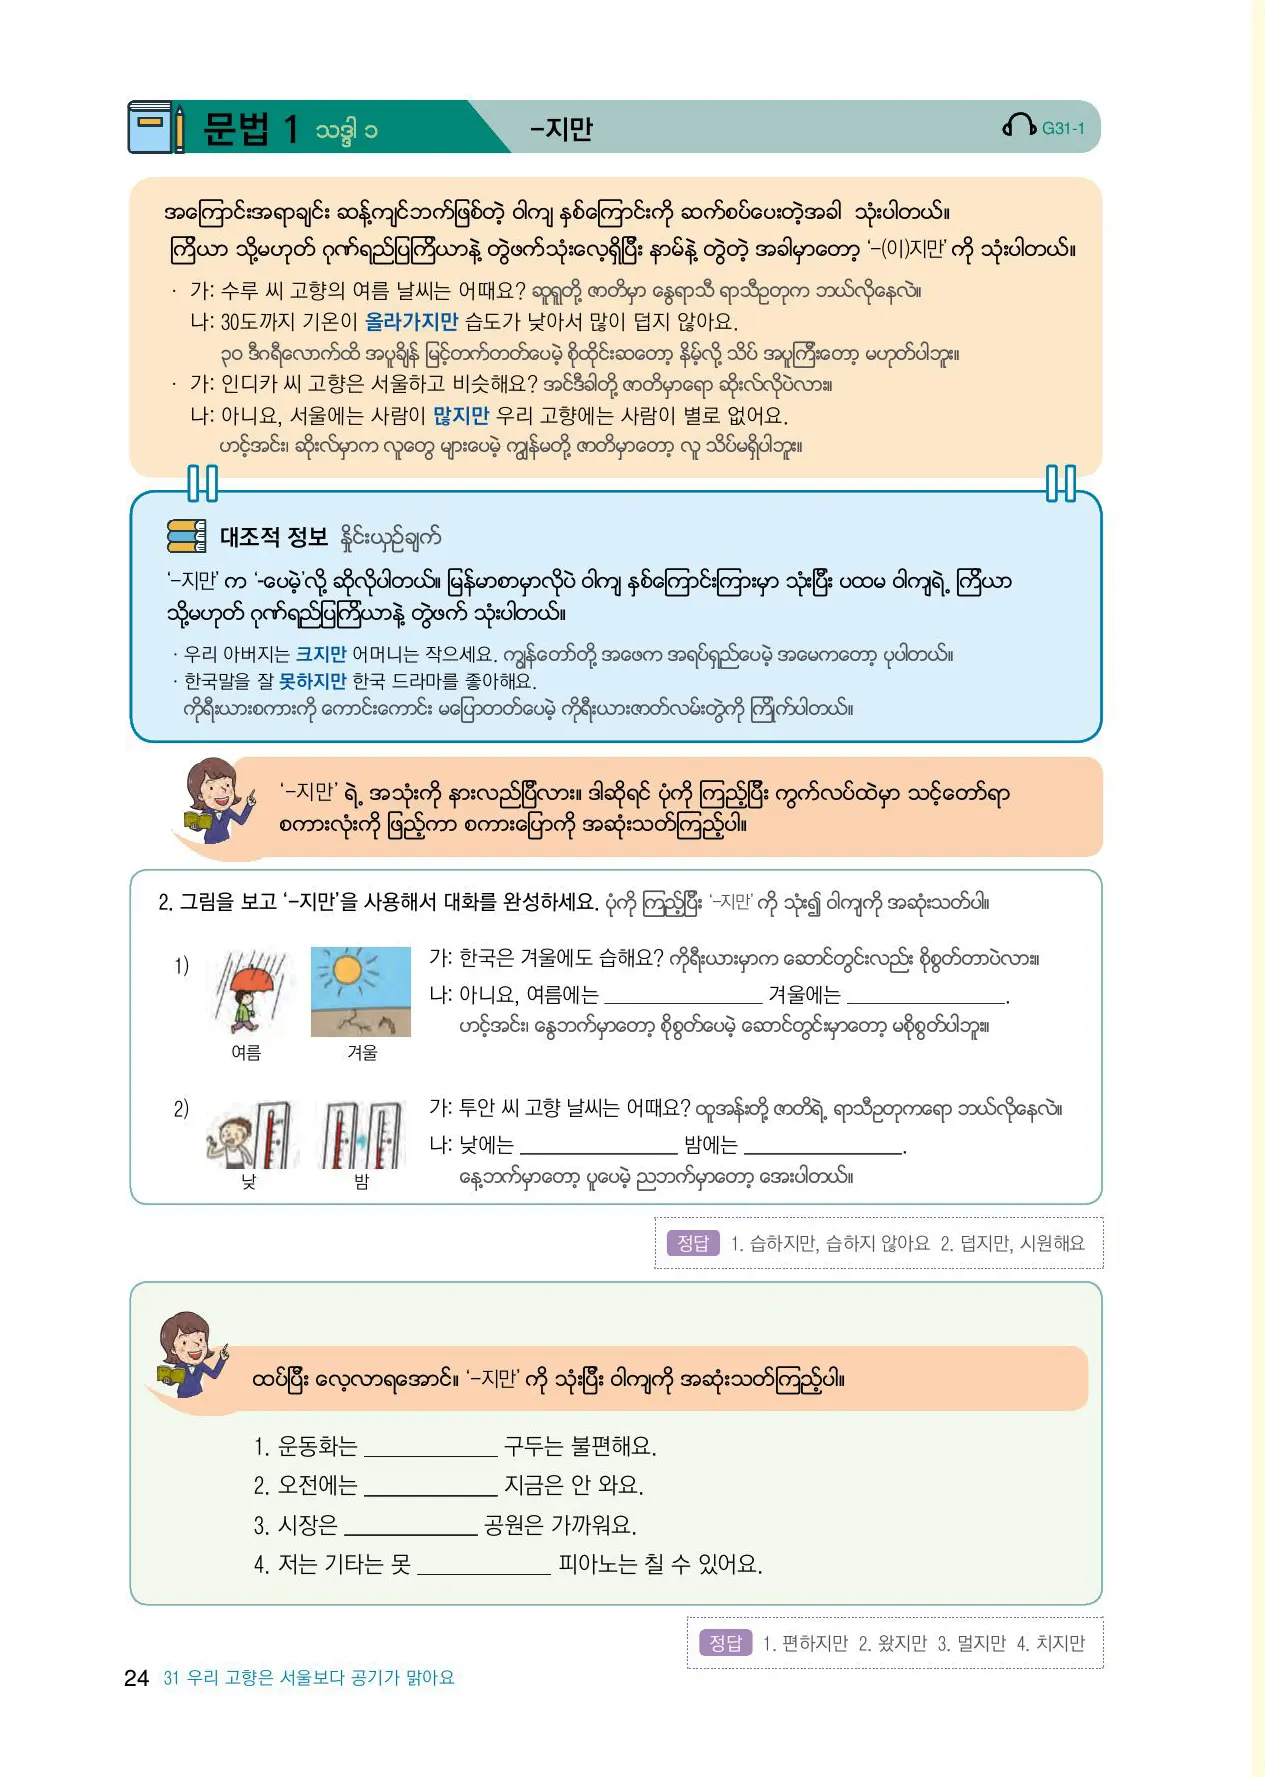 문법 1 သဒ္ဒါ ၁
-지만
G31-1
အကြောင်းအရာချင်း ဆန့်ကျင်ဘက်ဖြစ်တဲ့ ဝါကျ နှစ်ကြောင်းကို ဆက်စပ်ပေးတဲ့အခါ သုံးပါတယ်။
ကြိယာ သို့မဟုတ် ဂုဏ်ရည်ပြကြိယာနဲ့ တွဲဖက်သုံးလေ့ရှိပြီး နာမ်နဲ့ တွဲတဲ့ အခါမှာတော့ ‘-(이)지만’ ကို သုံးပါတယ်။
· 가: 수루 씨 고향의 여름 날씨는 어때요? ဆူရူတို့ ဇာတိမှာ နွေရာသီ ရာသီဥတုက ဘယ်လိုနေလဲ။
나: 30도까지 기온이 올라가지만 습도가 낮아서 많이 덥지 않아요.
၃၀ ဒီဂရီလောက်ထိ အပူချိန် မြင့်တက်တတ်ပေမဲ့ စိုထိုင်းဆတော့ နိမ့်လို့ သိပ် အပူကြီးတော့ မဟုတ်ပါဘူး။
· 가: 인디카 씨 고향은 서울하고 비슷해요? အင်ဒီခါတို့ ဇာတိမှာရော ဆိုးလ်လိုပဲလား။
나: 아니요, 서울에는 사람이 많지만 우리 고향에는 사람이 별로 없어요.
ဟင့်အင်း၊ ဆိုးလ်မှာက လူတွေ များပေမဲ့ ကျွန်မတို့ ဇာတိမှာတော့ လူ သိပ်မရှိပါဘူး။
대조적 정보 နှိုင်းယှဉ်ချက်
‘-지만’ က ‘-ပေမဲ့’လို့ ဆိုလိုပါတယ်။ မြန်မာစာမှာလိုပဲ ဝါကျ နှစ်ကြောင်းကြားမှာ သုံးပြီး ပထမ ဝါကျရဲ့ ကြိယာ
သို့မဟုတ် ဂုဏ်ရည်ပြကြိယာနဲ့ တွဲဖက် သုံးပါတယ်။
· 우리 아버지는 크지만 어머니는 작으세요. ကျွန်တော်တို့ အဖေက အရပ်ရှည်ပေမဲ့ အမေကတော့ ပုပါတယ်။
· 한국말을 잘 못하지만 한국 드라마를 좋아해요.
ကိုရီးယားစကားကို ကောင်းကောင်း မပြောတတ်ပေမဲ့ ကိုရီးယားဇာတ်လမ်းတွဲကို ကြိုက်ပါတယ်။
‘-지만’ ရဲ့ အသုံးကို နားလည်ပြီလား။ ဒါဆိုရင် ပုံကို ကြည့်ပြီး ကွက်လပ်ထဲမှာ သင့်တော်ရာ
စကားလုံးကို ဖြည့်ကာ စကားပြောကို အဆုံးသတ်ကြည့်ပါ။
2. 그림을 보고 ‘-지만’을 사용해서 대화를 완성하세요. ပုံကို ကြည့်ပြီး ‘-지만’ ကို သုံး၍ ဝါကျကို အဆုံးသတ်ပါ။
1)
가: 한국은 겨울에도 습해요? ကိုရီးယားမှာက ဆောင်တွင်းလည်း စိုစွတ်တာပဲလား။
나: 아니요, 여름에는 ______________ 겨울에는 ______________.
ဟင့်အင်း၊ နွေဘက်မှာတော့ စိုစွတ်ပေမဲ့ ဆောင်တွင်းမှာတော့ မစိုစွတ်ပါဘူး။
여름 겨울
2)
가: 투안 씨 고향 날씨는 어때요? ထူအန်းတို့ ဇာတိရဲ့ ရာသီဥတုကရော ဘယ်လိုနေလဲ။
나: 낮에는 ______________ 밤에는 ______________.
နေ့ဘက်မှာတော့ ပူပေမဲ့ ညဘက်မှာတော့ အေးပါတယ်။
낮 밤
정답 1. 습하지만, 습하지 않아요 2. 덥지만, 시원해요
ထပ်ပြီး လေ့လာရအောင်။ ‘-지만’ ကို သုံးပြီး ဝါကျကို အဆုံးသတ်ကြည့်ပါ။
1. 운동화는 ____________ 구두는 불편해요.
2. 오전에는 ____________ 지금은 안 와요.
3. 시장은 ____________ 공원은 가까워요.
4. 저는 기타는 못 ____________ 피아노는 칠 수 있어요.
정답 1. 편하지만 2. 왔지만 3. 멀지만 4. 치지만
24 31 우리 고향은 서울보다 공기가 맑아요